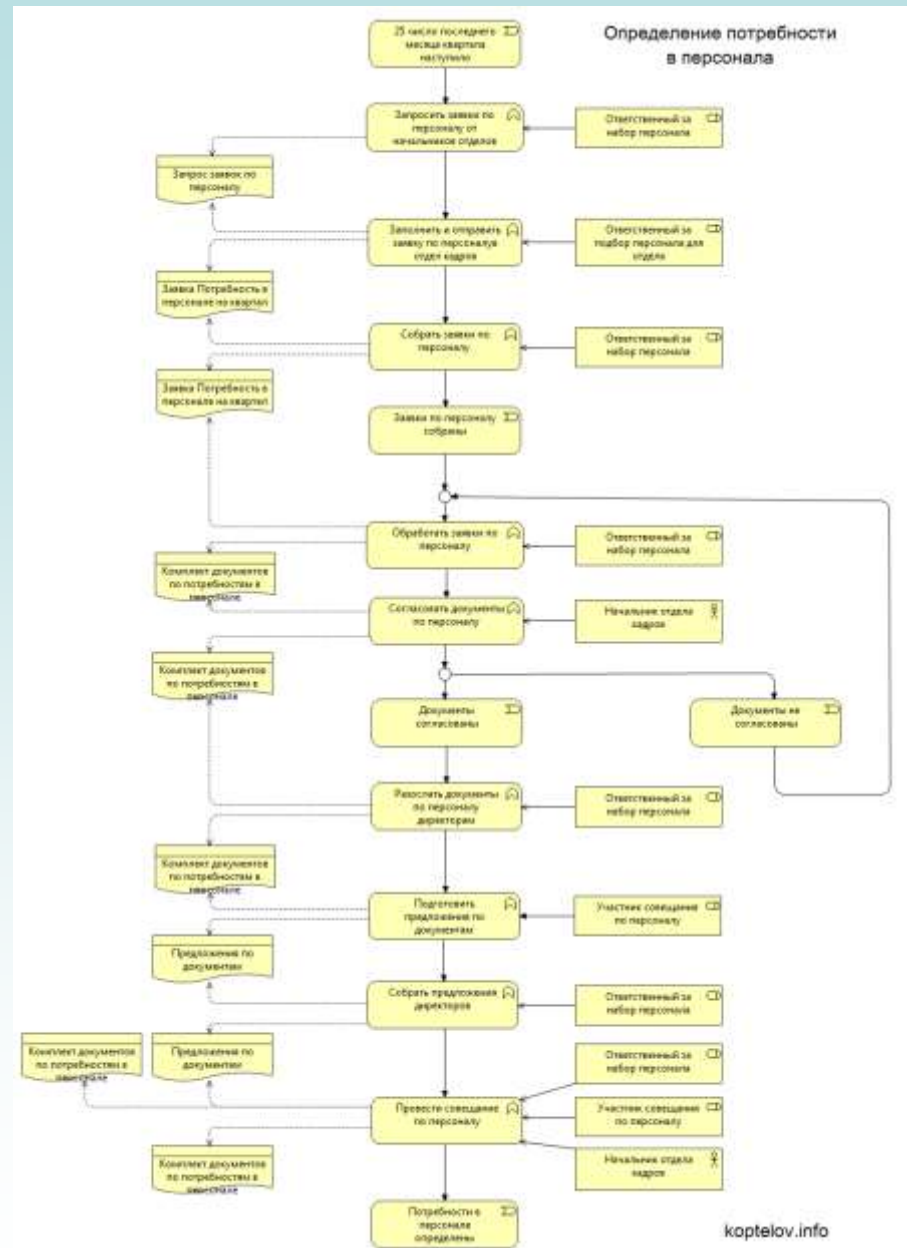 Определение потребности
в персонала
25 число последнего
месяца квартала
наступило
Запросить заявки по
персоналу от
начальников отделов
Ответственный за
набор персонала
Запрос заявок по
персоналу
Заполнить и отправить
заявку по персоналу в
отдел кадров
Ответственный за
подбор персонала для
отдела
Заявка Потребность в
персонале на квартал
Собрать заявки по
персоналу
Ответственный за
набор персонала
Заявка Потребность в
персонале на квартал
Заявки по персоналу
собраны
Обработать заявки по
персоналу
Ответственный за
набор персонала
Комплект документов
по потребностям в
персонале
Согласовать документы
по персоналу
Начальник отдела
кадров
Комплект документов
по потребностям в
персонале
Документы
согласованы
Документы не
согласованы
Разослать документы
по персоналу
директорам
Ответственный за
набор персонала
Комплект документов
по потребностям в
персонале
Подготовить
предложения по
документам
Участник совещания
по персоналу
Предложения по
документам
Собрать предложения
директоров
Ответственный за
набор персонала
Комплект документов
по потребностям в
персонале
Предложения по
документам
Ответственный за
набор персонала
Провести совещание
по персоналу
Участник совещания
по персоналу
Начальник отдела
кадров
Комплект документов
по потребностям в
персонале
Потребности в
персонале
определены
koptelov.info